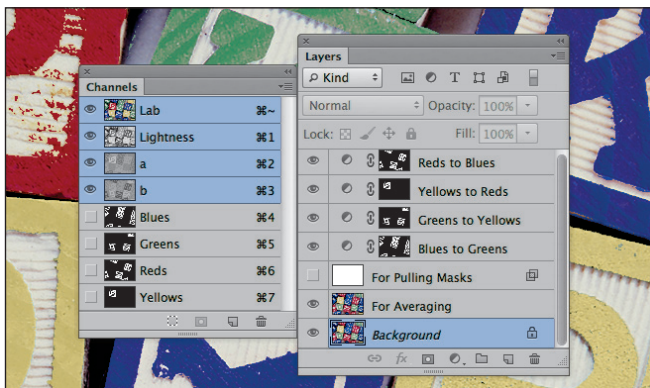 Channels
Lab ⌘~
Lightness ⌘1
a ⌘2
b ⌘3
Blues ⌘4
Greens ⌘5
Reds ⌘6
Yellows ⌘7
Layers
Kind
Normal Opacity: 100%
Lock: Fill: 100%
Reds to Blues
Yellows to Reds
Greens to Yellows
Blues to Greens
For Pulling Masks
For Averaging
Background